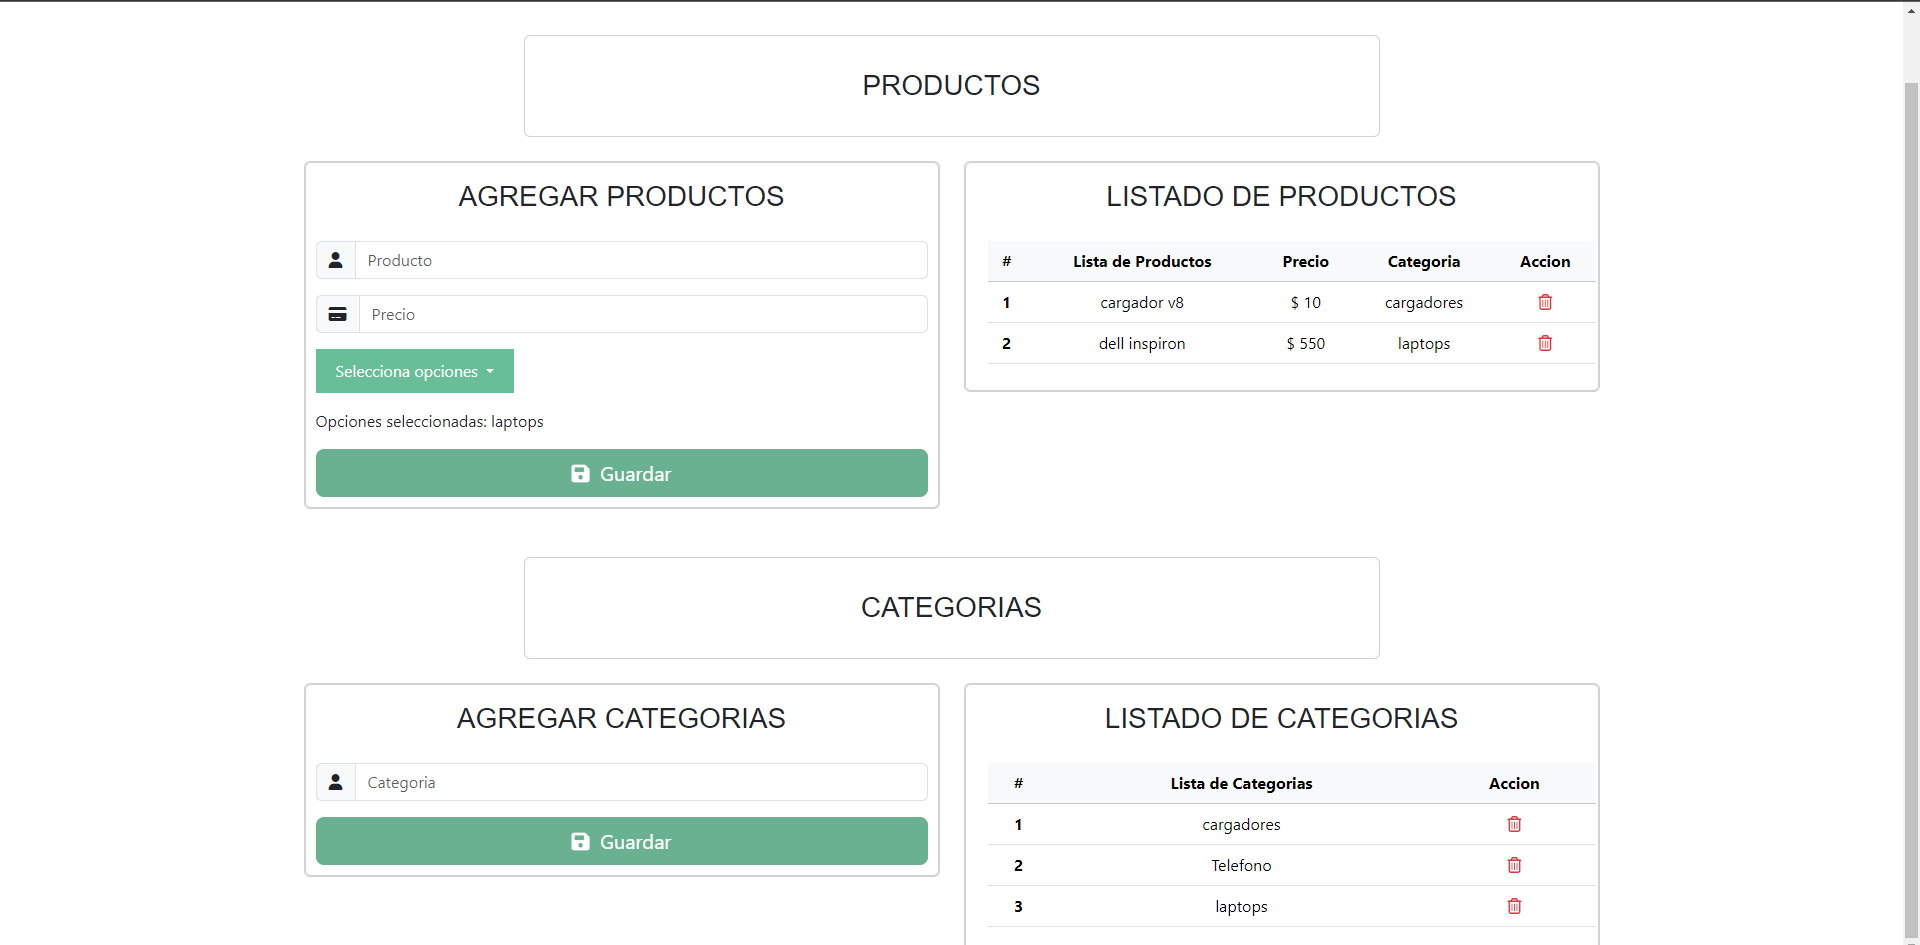 PRODUCTOS
AGREGAR PRODUCTOS
Producto
Precio
Selecciona opciones
Opciones seleccionadas: laptops
Guardar
LISTADO DE PRODUCTOS
# Lista de Productos Precio Categoria Accion
1 cargador v8 $ 10 cargadores
2 dell inspiron $ 550 laptops
CATEGORIAS
AGREGAR CATEGORIAS
Categoria
Guardar
LISTADO DE CATEGORIAS
# Lista de Categorias Accion
1 cargadores
2 Telefono
3 laptops